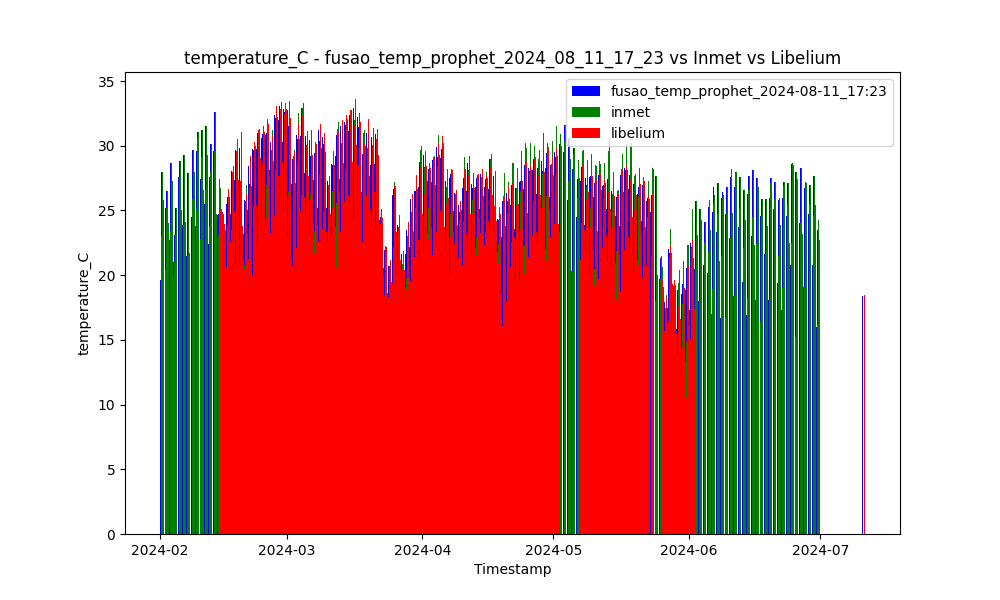 temperature_C - fusao_temp_prophet_2024_08_11_17_23 vs Inmet vs Libelium
fusao_temp_prophet_2024-08-11_17:23
inmet
libelium
35
30
25
20
15
10
5
0
temperature_C
2024-02 2024-03 2024-04 2024-05 2024-06 2024-07
Timestamp